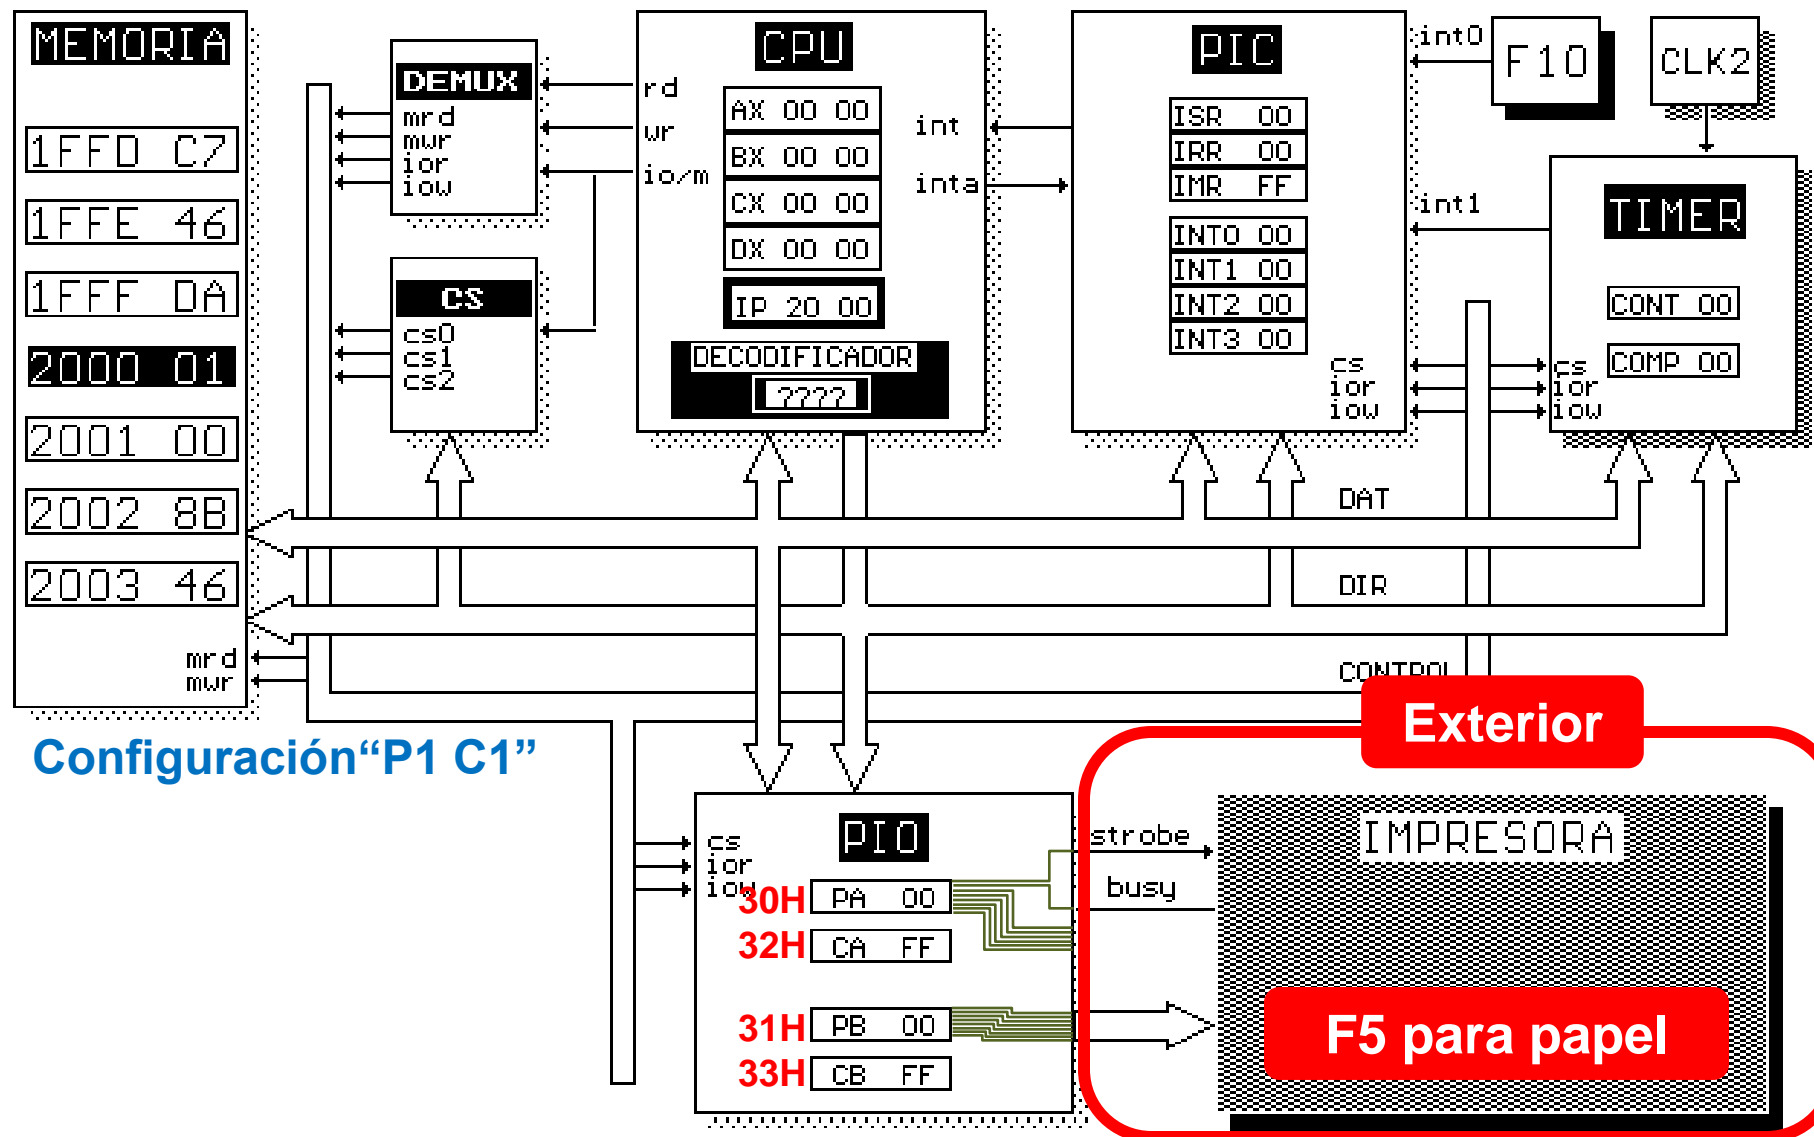 MEMORIA
1FFD C7
1FFE 46
1FFF DA
2000 01
2001 00
2002 8B
2003 46
mrd
mwr
DEMUX
mrd
mwr
ior
iow
CS
cs0
cs1
cs2
CPU
rd
wr
io/m
AX 00 00
BX 00 00
CX 00 00
DX 00 00
IP 20 00
DECODIFICADOR
????
int
inta
PIC
ISR 00
IRR 00
IMR FF
INT0 00
INT1 00
INT2 00
INT3 00
cs
ior
iow
int0
int1
F10
CLK2
TIMER
CONT 00
COMP 00
cs
ior
iow
DAT
DIR
CONTROL
Configuración“P1 C1”
PIO
cs
ior
iow
30H PA 00
32H CA FF
31H PB 00
33H CB FF
Exterior
strobe
busy
IMPRESORA
F5 para papel